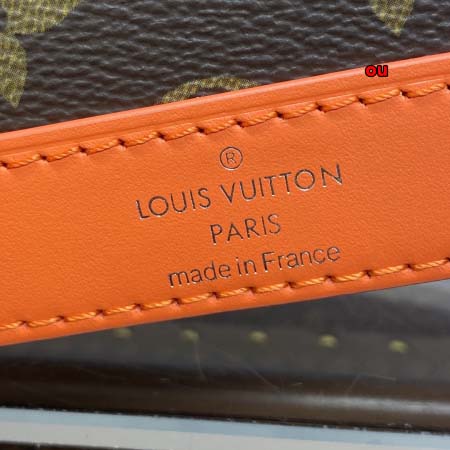 ou
®
LOUIS VUITTON
PARIS
made in France